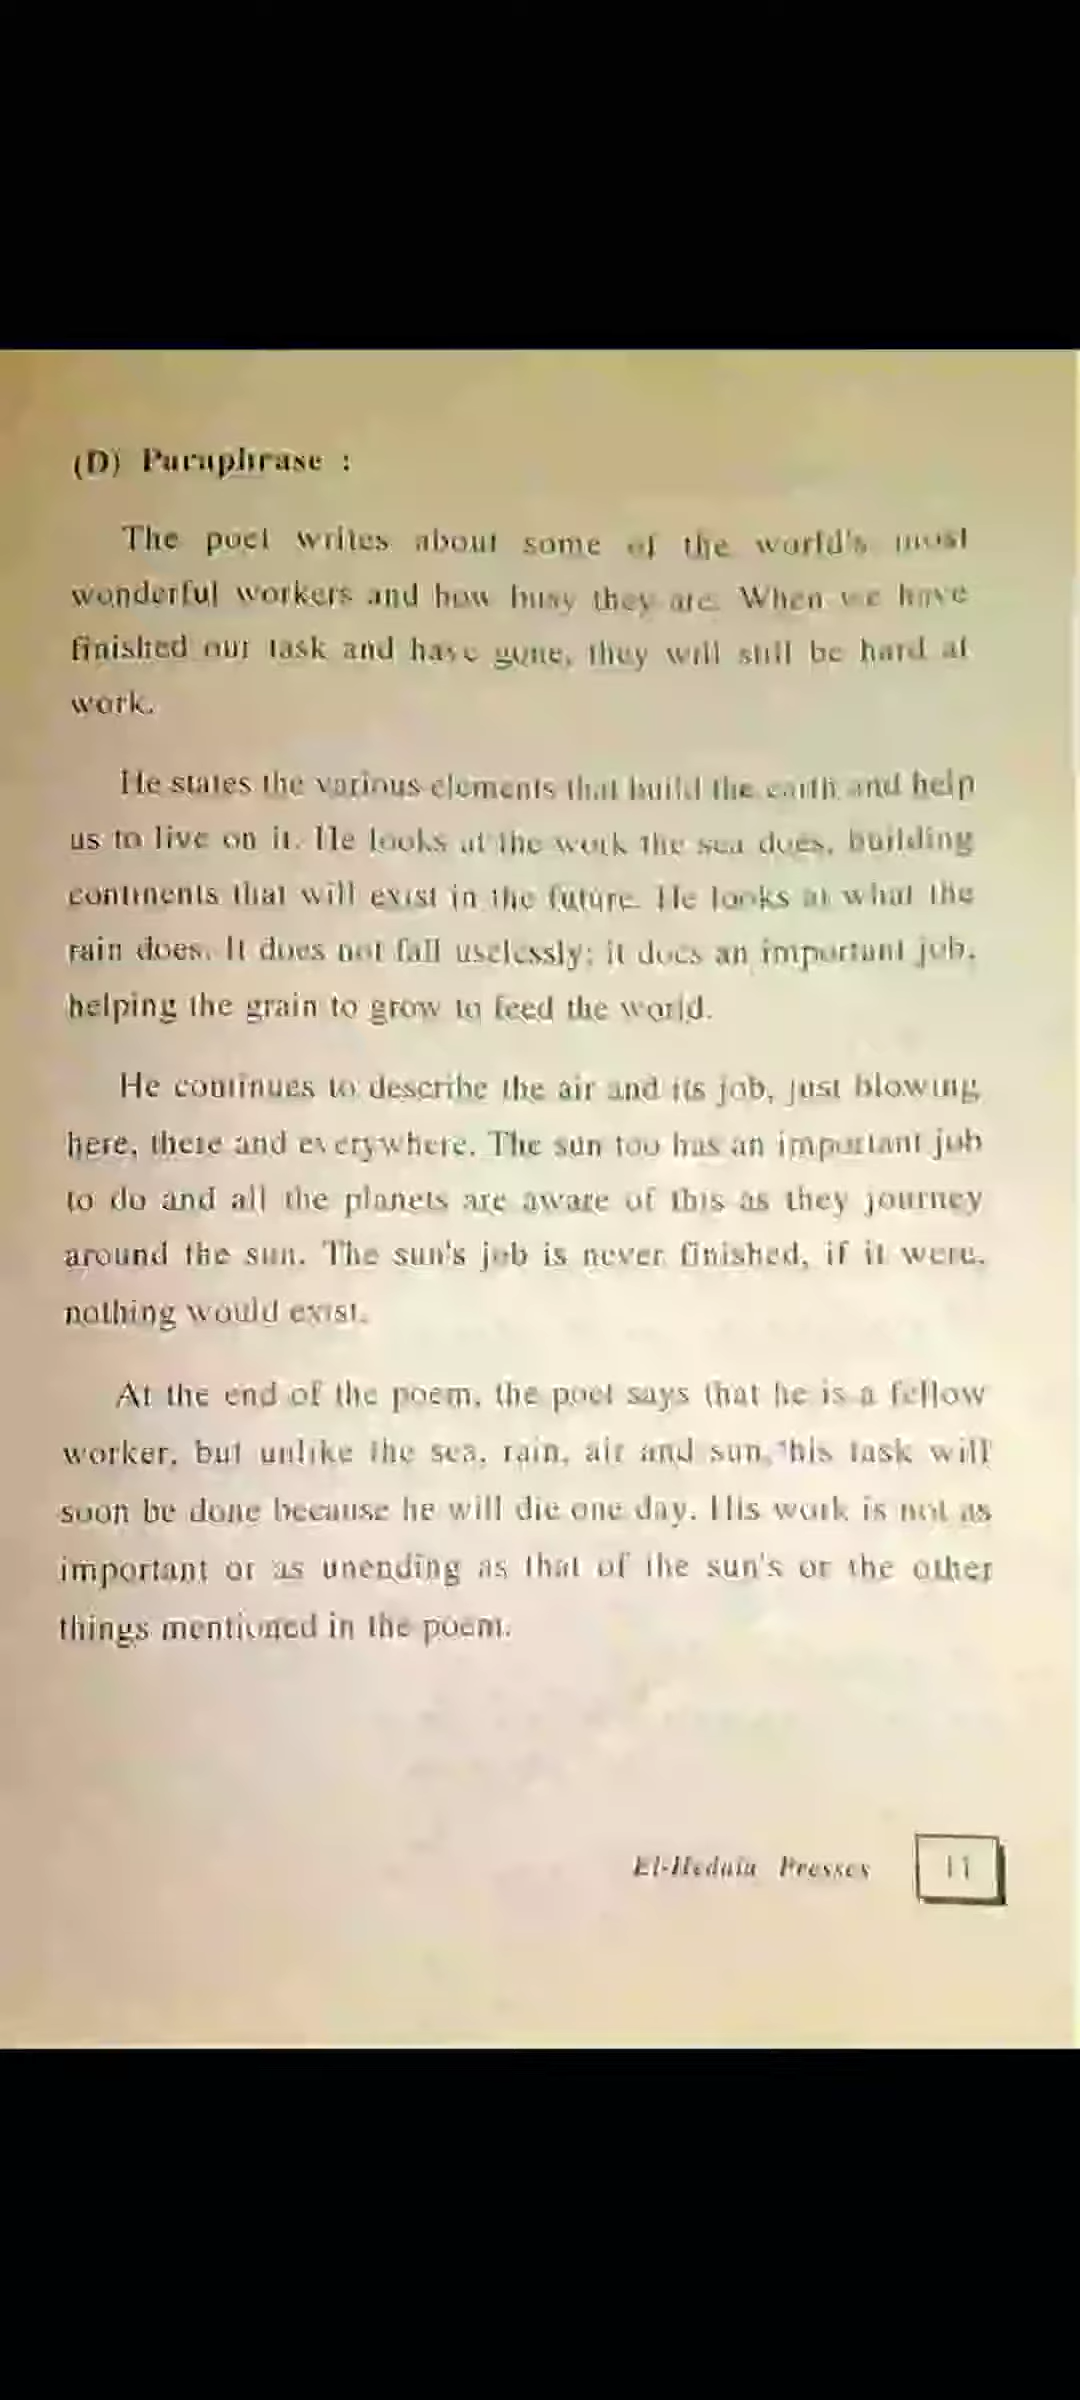 (D) Paraphrase :
The poet writes about some of the world's most
wonderful workers and how busy they are. When we have
finished our task and have gone, they will still be hard at
work.
He states the various elements that build the earth and help
us to live on it. He looks at the work the sea does, building
continents that will exist in the future. He looks at what the
rain does. It does not fall uselessly; it does an important job,
helping the grain to grow to feed the world.
He continues to describe the air and its job, just blowing
here, there and everywhere. The sun too has an important job
to do and all the planets are aware of this as they journey
around the sun. The sun's job is never finished, if it were,
nothing would exist.
At the end of the poem, the poet says that he is a fellow
worker, but unlike the sea, rain, air and sun, his task will
soon be done because he will die one day. His work is not as
important or as unending as that of the sun's or the other
things mentioned in the poem.
El-Hedaia Presses 11